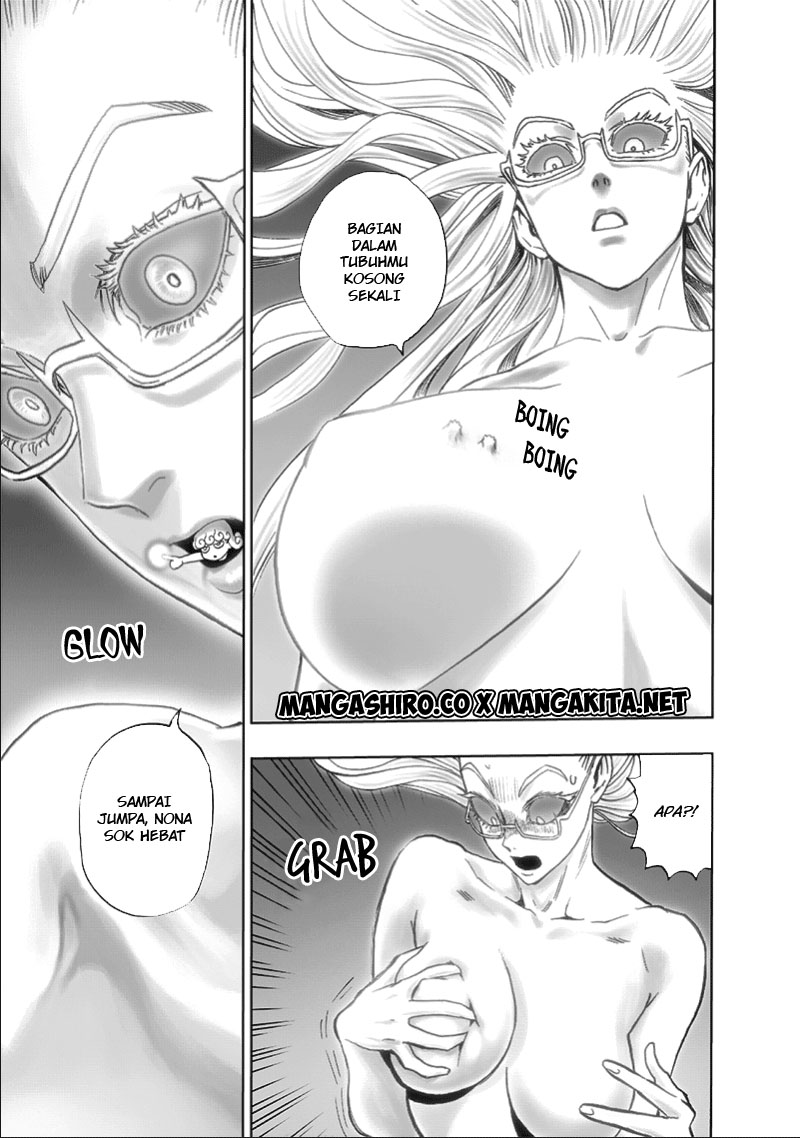 BAGIAN
DALAM
TUBUHMU
KOSONG
SEKALI
BOING
BOING
MANGASHIRO.CO X MANGAKITA.NET
APA?!
GRAB
GLOW
SAMPAI
JUMPA, NONA
SOK HEBAT